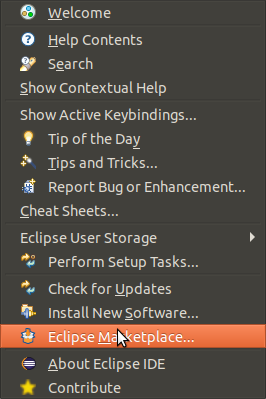 Welcome
Help Contents
Search
Show Contextual Help
Show Active Keybindings...
Tip of the Day
Tips and Tricks...
Report Bug or Enhancement...
Cheat Sheets...
Eclipse User Storage
Perform Setup Tasks...
Check for Updates
Install New Software...
Eclipse Marketplace...
About Eclipse IDE
Contribute